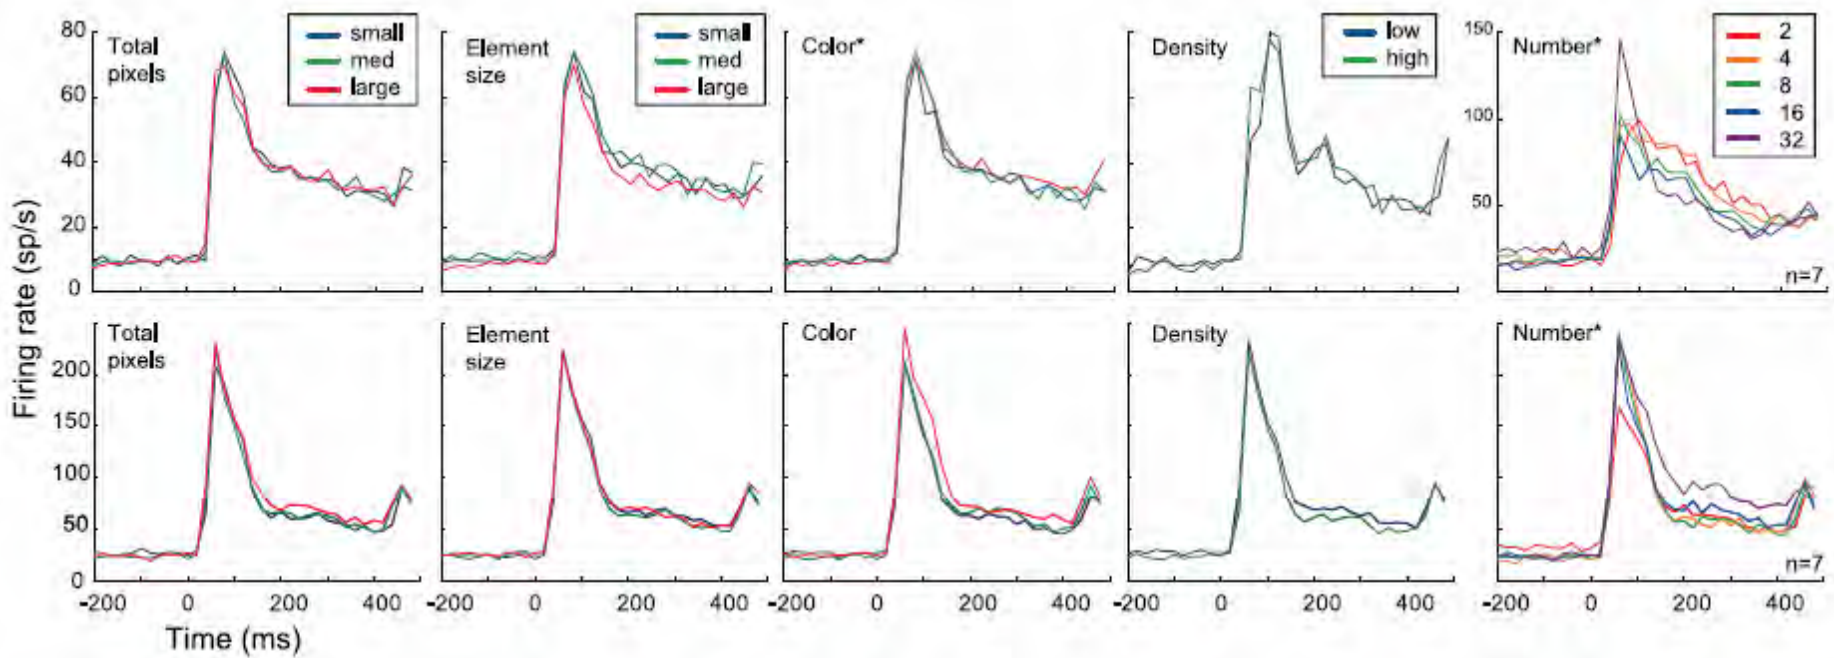 Total
pixels
small
med
large
Element
size
small
med
large
Color*
Density
low
high
Number*
2
4
8
16
32
n=7
80
60
40
20
0
150
100
50
Firing rate (sp/s)
Total
pixels
Element
size
Color
Density
Number*
n=7
200
150
100
50
0
-200 0 200 400
-200 0 200 400
-200 0 200 400
-200 0 200 400
-200 0 200 400
Time (ms)